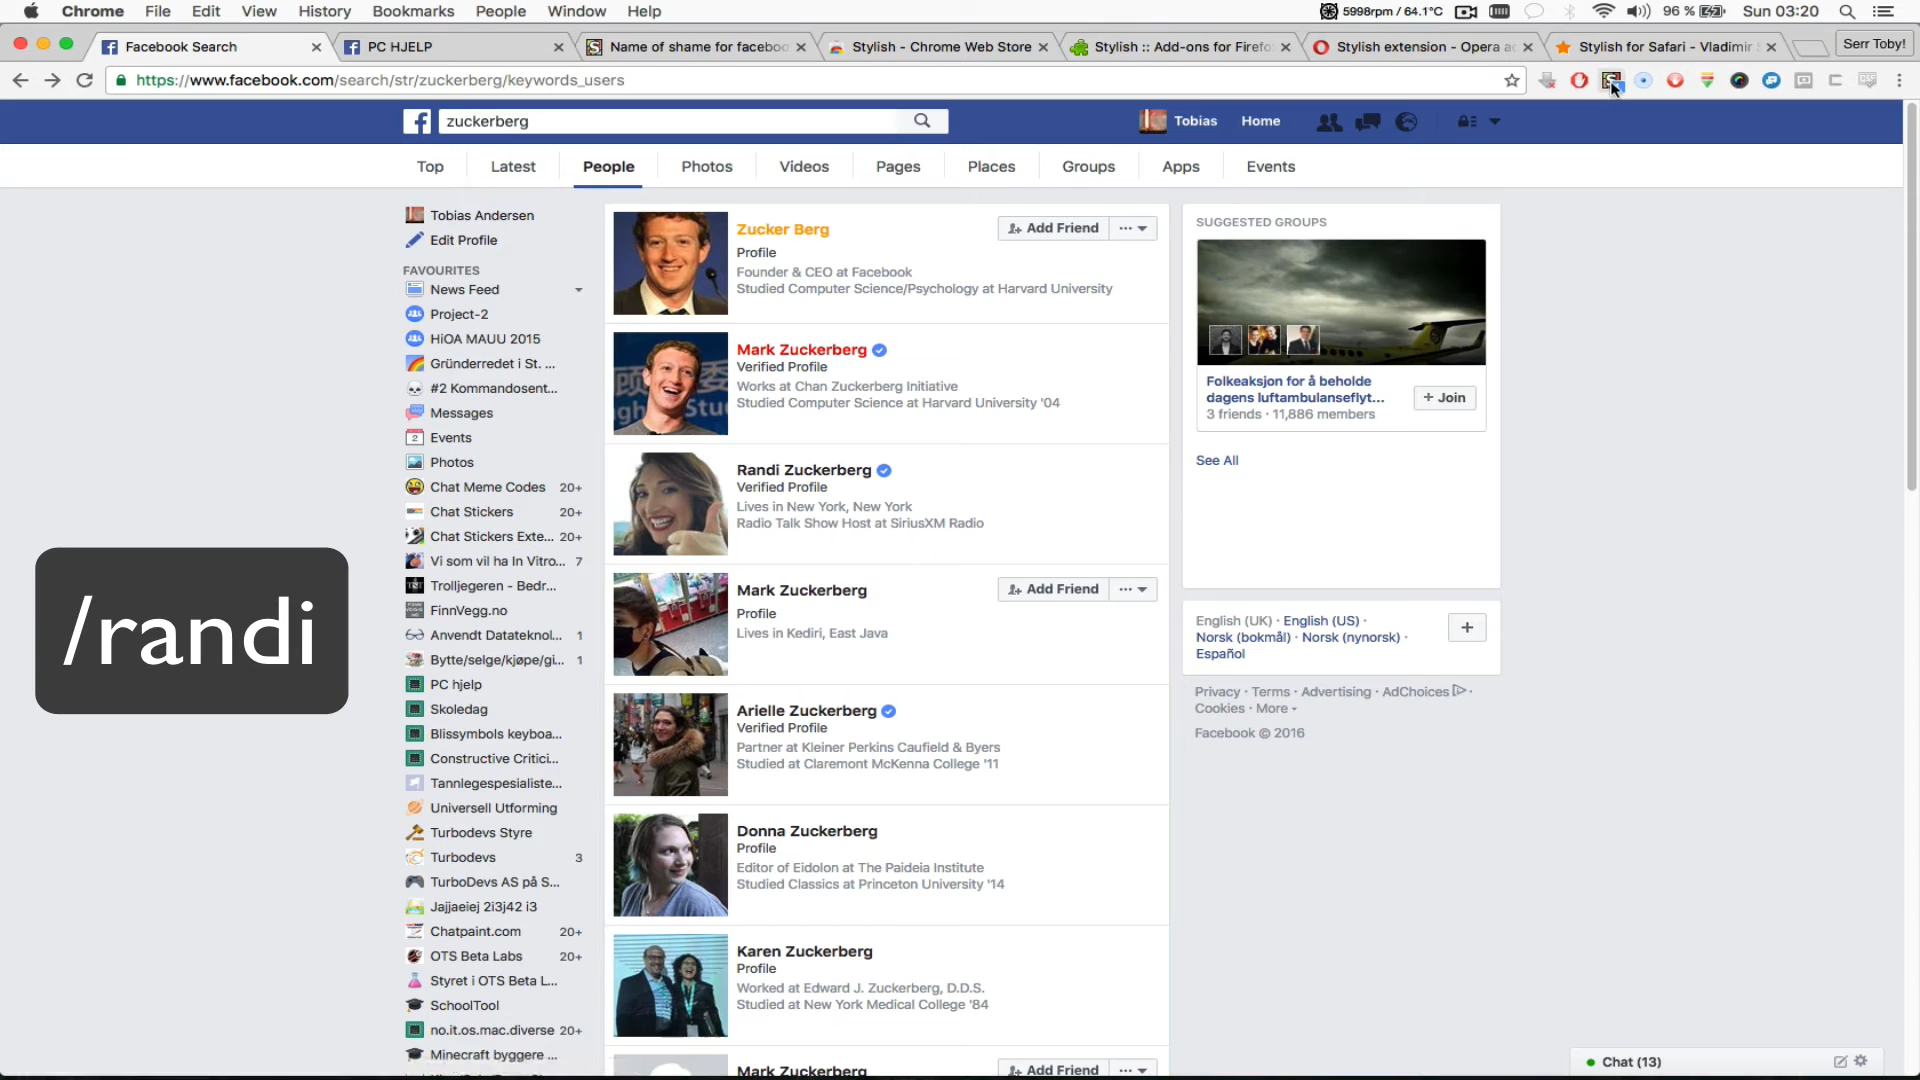 Chrome File Edit View History Bookmarks People Window Help
5998rpm / 64.1°C 96 % Sun 03:20
Facebook Search
PC HJELP
Name of shame for faceboo
Stylish - Chrome Web Store
Stylish :: Add-ons for Firefo
Stylish extension - Opera a
Stylish for Safari - Vladimir
Serr Toby!
https://www.facebook.com/search/str/zuckerberg/keywords_users
zuckerberg
Tobias Home
Top Latest People Photos Videos Pages Places Groups Apps Events
Tobias Andersen
Edit Profile
FAVOURITES
News Feed
Project-2
HiOA MAUU 2015
Gründerredet i St. ...
#2 Kommandosent...
Messages
Events
Photos
Chat Meme Codes 20+
Chat Stickers 20+
Chat Stickers Exte... 20+
Vi som vil ha In Vitro... 7
Trolljegeren - Bedr...
FinnVegg.no
Anvendt Datateknol... 1
Bytte/selge/kjøpe/gi... 1
PC hjelp
Skoledag
Blissymbols keyboa...
Constructive Critici...
Tannlegespesialiste...
Universell Utforming
Turbodevs Styre
Turbodevs 3
TurboDevs AS på S...
Jajjaeiej 2i3j42 i3
Chatpaint.com 20+
OTS Beta Labs 20+
Styret i OTS Beta L...
SchoolTool
no.it.os.mac.diverse 20+
Minecraft byggere ...
/randi
Zucker Berg
Add Friend
Profile
Founder & CEO at Facebook
Studied Computer Science/Psychology at Harvard University
Mark Zuckerberg
Verified Profile
Works at Chan Zuckerberg Initiative
Studied Computer Science at Harvard University '04
Randi Zuckerberg
Verified Profile
Lives in New York, New York
Radio Talk Show Host at SiriusXM Radio
Mark Zuckerberg
Add Friend
Profile
Lives in Kediri, East Java
Arielle Zuckerberg
Verified Profile
Partner at Kleiner Perkins Caufield & Byers
Studied at Claremont McKenna College '11
Donna Zuckerberg
Profile
Editor of Eidolon at The Paideia Institute
Studied Classics at Princeton University '14
Karen Zuckerberg
Profile
Worked at Edward J. Zuckerberg, D.D.S.
Studied at New York Medical College '84
Mark Zuckerberg
Add Friend
SUGGESTED GROUPS
Folkeaksjon for å beholde
dagens luftambulanseflyt...
3 friends · 11,886 members
+ Join
See All
English (UK) · English (US) ·
Norsk (bokmål) · Norsk (nynorsk) ·
Español
Privacy · Terms · Advertising · AdChoices ·
Cookies · More
Facebook © 2016
Chat (13)